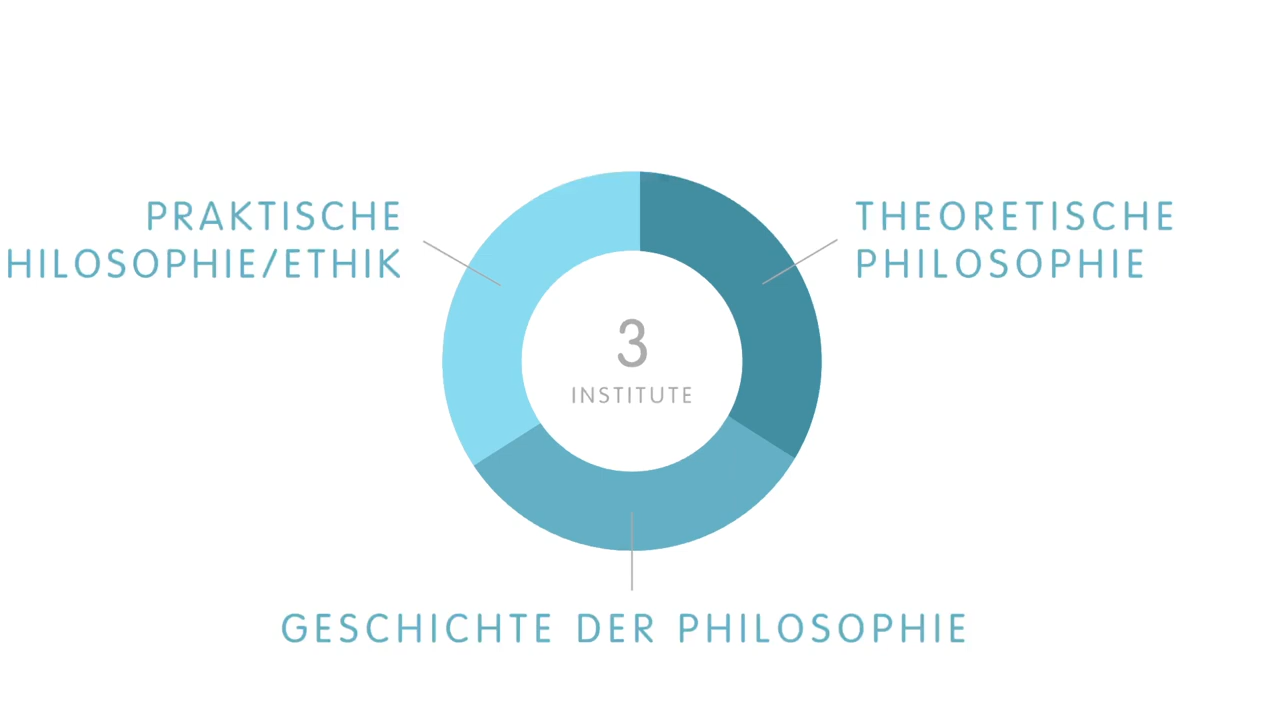 PRAKTISCHE
HILOSOPHIE/ETHIK
THEORETISCHE
PHILOSOPHIE
3
INSTITUTE
GESCHICHTE DER PHILOSOPHIE